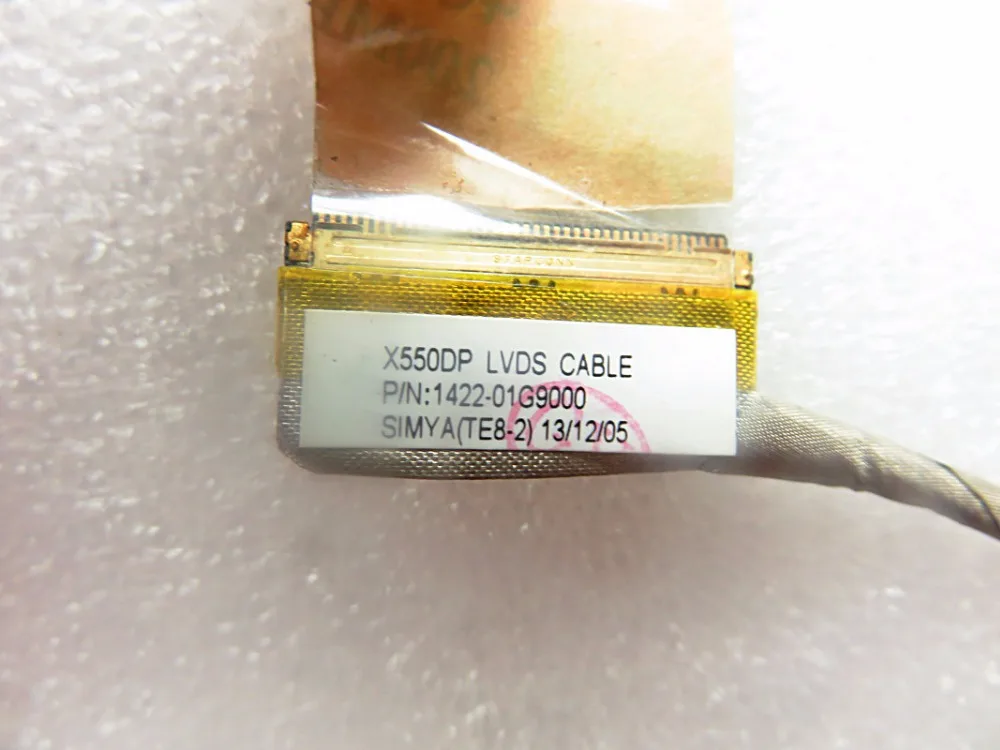 X550DP LVDS CABLE
P/N:1422-01G9000
SIMYA(TE8-2) 13/12/05